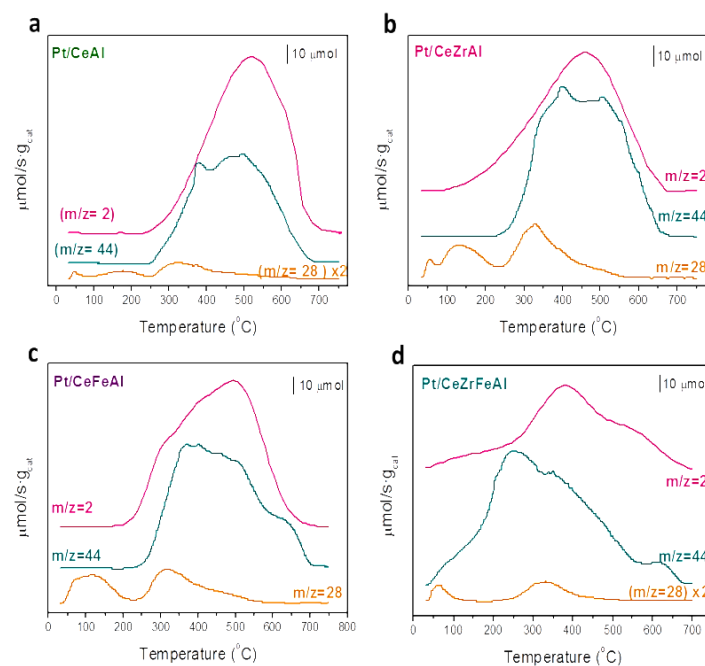 a
Pt/CeAl
10 μmol
μmol/s·gcat
(m/z= 2)
(m/z= 44)
(m/z= 28 ) x2
0 100 200 300 400 500 600 700
Temperature (°C)
b
Pt/CeZrAl
10 μmol
μmol/s·gcat
m/z=2
m/z=44
m/z=28
0 100 200 300 400 500 600 700
Temperature (°C)
c
Pt/CeFeAl
10 μmol
μmol/s·gcat
m/z=2
m/z=44
m/z=28
0 100 200 300 400 500 600 700 800
Temperature (°C)
d
Pt/CeZrFeAl
10 μmol
μmol/s·gcat
m/z=2
m/z=44
(m/z=28) x2
0 100 200 300 400 500 600 700
Temperature (°C)